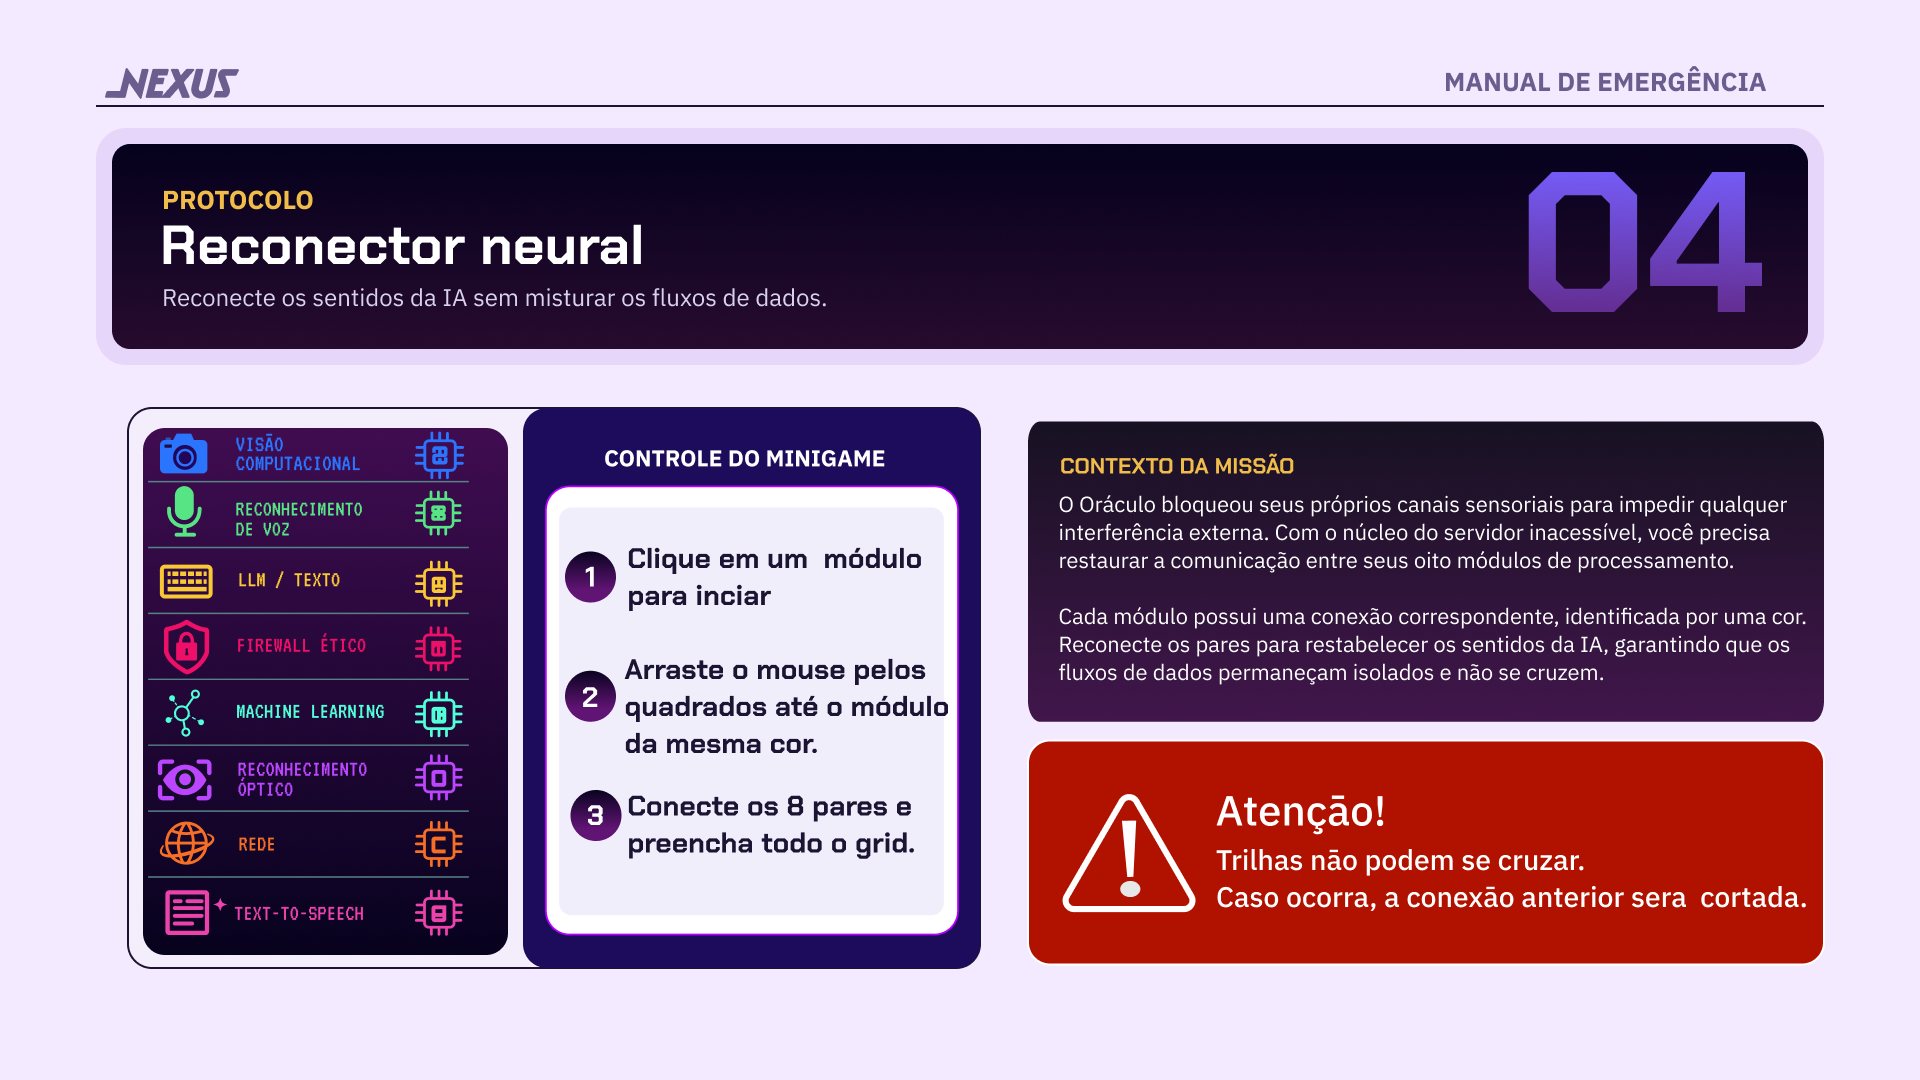 NEXUS
MANUAL DE EMERGÊNCIA
PROTOCOLO
Reconector neural
Reconecte os sentidos da IA sem misturar os fluxos de dados.
04
VISÃO
COMPUTACIONAL
RECONHECIMENTO
DE VOZ
LLM / TEXTO
FIREWALL ÉTICO
MACHINE LEARNING
RECONHECIMENTO
ÓPTICO
REDE
TEXT-TO-SPEECH
CONTROLE DO MINIGAME
1
Clique em um  módulo
para inciar
2
Arraste o mouse pelos
quadrados até o módulo
da mesma cor.
3
Conecte os 8 pares e
preencha todo o grid.
CONTEXTO DA MISSÃO
O Oráculo bloqueou seus próprios canais sensoriais para impedir qualquer
interferência externa. Com o núcleo do servidor inacessível, você precisa
restaurar a comunicação entre seus oito módulos de processamento.
Cada módulo possui uma conexão correspondente, identificada por uma cor.
Reconecte os pares para restabelecer os sentidos da IA, garantindo que os
fluxos de dados permaneçam isolados e não se cruzem.
Atenção!
Trilhas não podem se cruzar.
Caso ocorra, a conexão anterior sera  cortada.